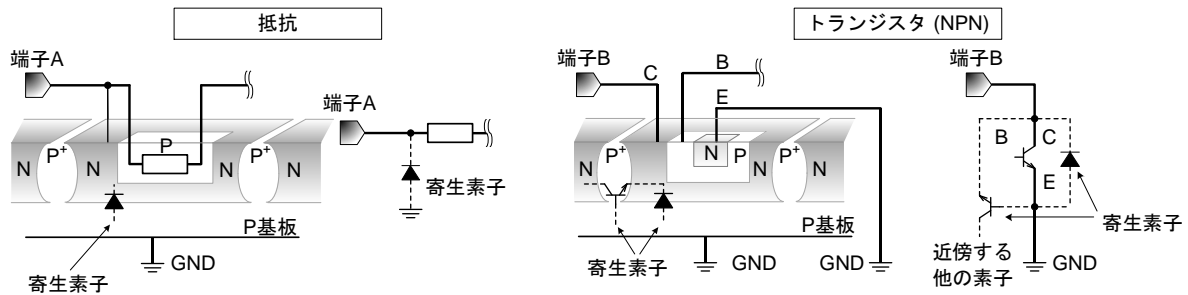 抵抗
端子A
P
N
P+
N
N
P+
N
P基板
寄生素子
GND
端子A
寄生素子
トランジスタ (NPN)
端子B
C
B
E
N
P+
N
N
P
N
P+
N
P基板
寄生素子
GND
GND
端子B
B
C
E
寄生素子
近傍する
他の素子
GND